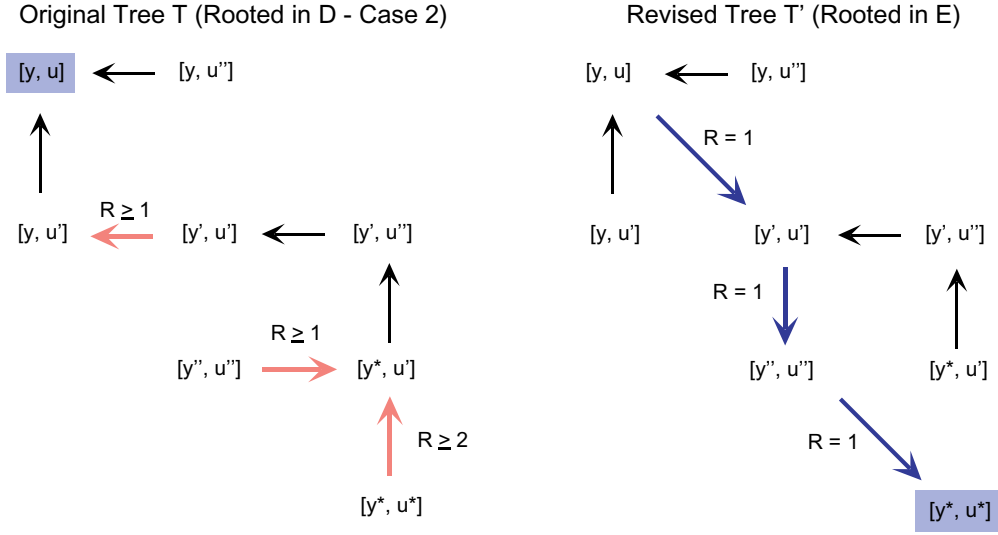 Original Tree T (Rooted in D - Case 2)
[y, u] [y, u’’]
R ≥ 1
[y, u’] [y’, u’] [y’, u’’]
R ≥ 1
[y’’, u’’] [y*, u’]
R ≥ 2
[y*, u*]
Revised Tree T’ (Rooted in E)
[y, u] [y, u’’]
R = 1
[y, u’] [y’, u’] [y’, u’’]
R = 1
[y’’, u’’] [y*, u’]
R = 1
[y*, u*]